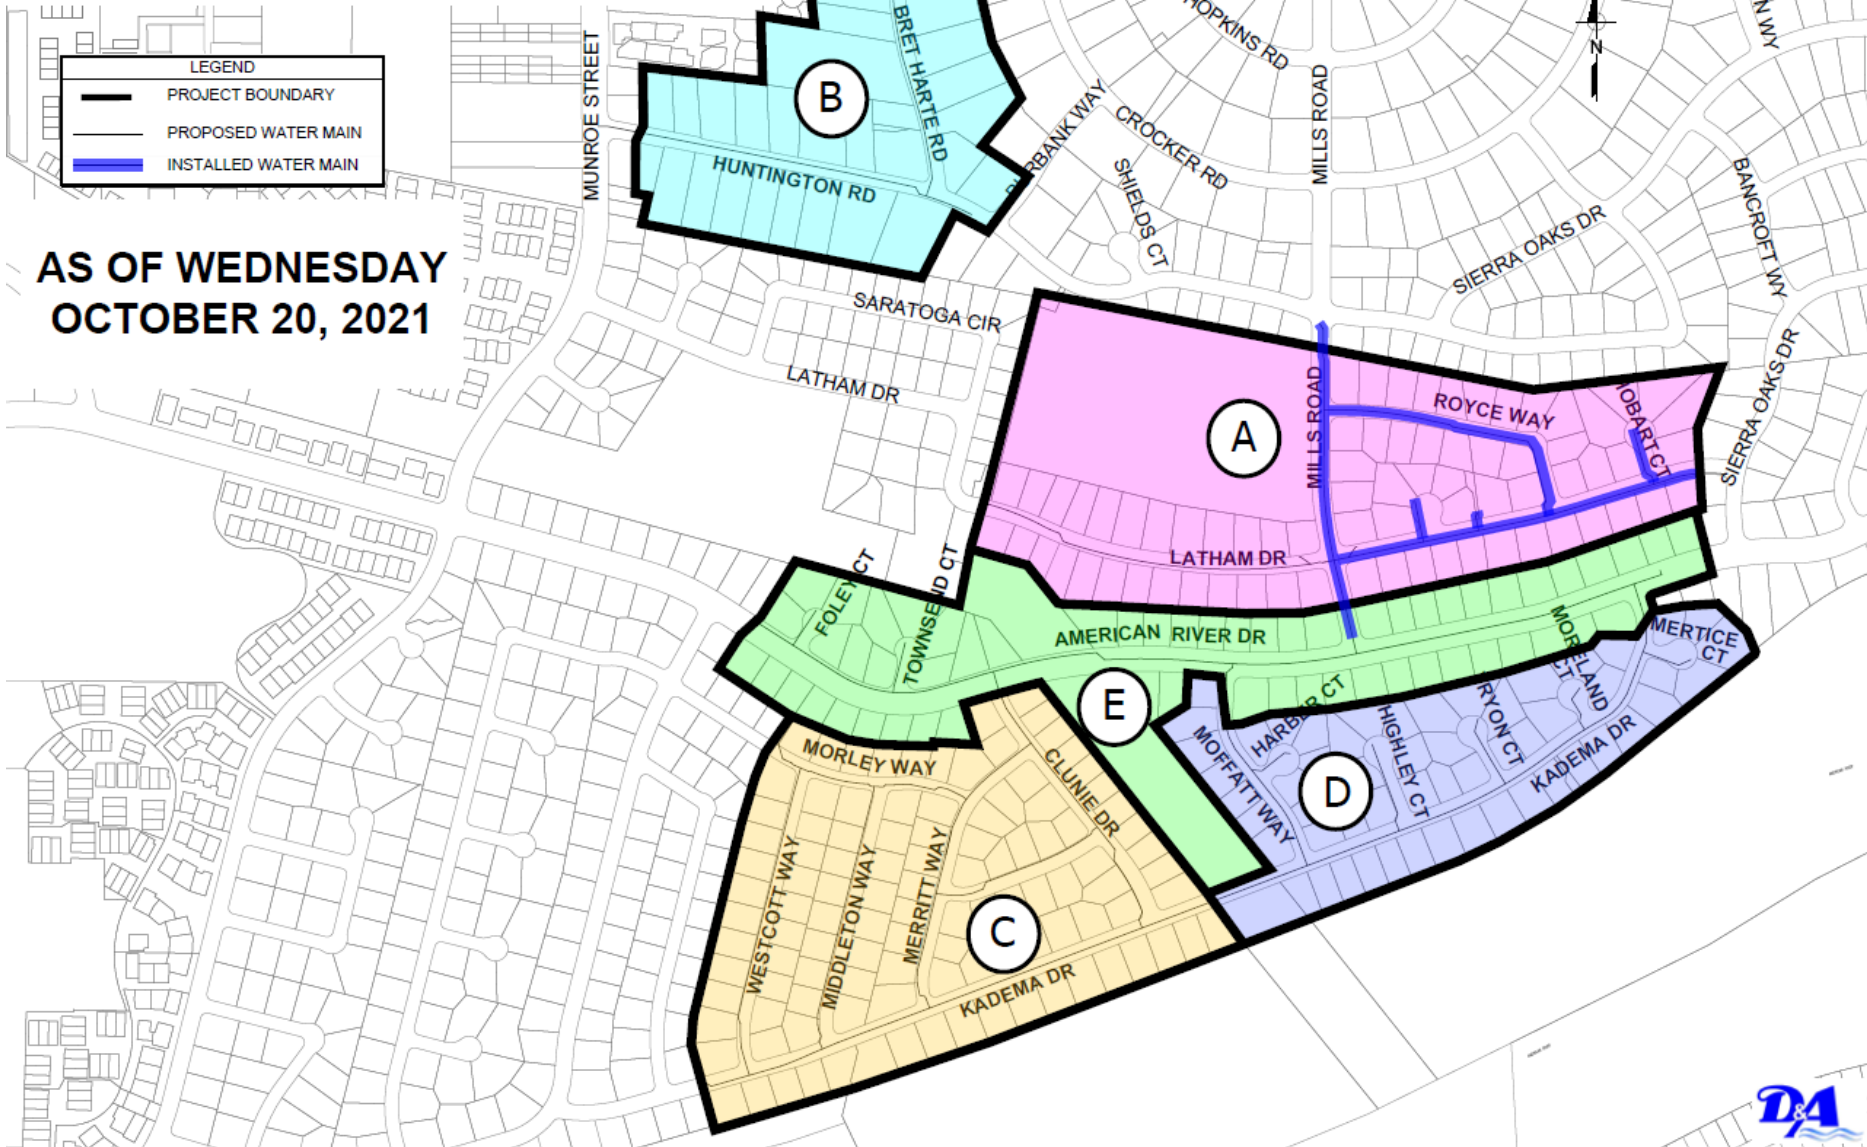 LEGEND
PROJECT BOUNDARY
PROPOSED WATER MAIN
INSTALLED WATER MAIN
AS OF WEDNESDAY
OCTOBER 20, 2021
MUNROE STREET
BRET HARTE RD
B
HUNTINGTON RD
HOPKINS RD
N WY
N
MILLS ROAD
CROCKER RD
SHIELDS CT
BANCROFT WY
SIERRA OAKS DR
SARATOGA CIR
LATHAM DR
SIERRA OAKS DR
A
MILLS ROAD
ROYCE WAY
LATHAM DR
FOLEY CT
TOWNSEND CT
AMERICAN RIVER DR
E
MORELAND
CT
MERTICE
CT
HARBER CT
MOFFATT WAY
HIGHLEY CT
RYON CT
KADEMA DR
D
MORLEY WAY
CLUNIE DR
WESTCOTT WAY
MIDDLETON WAY
MERRITT WAY
C
KADEMA DR
D&A